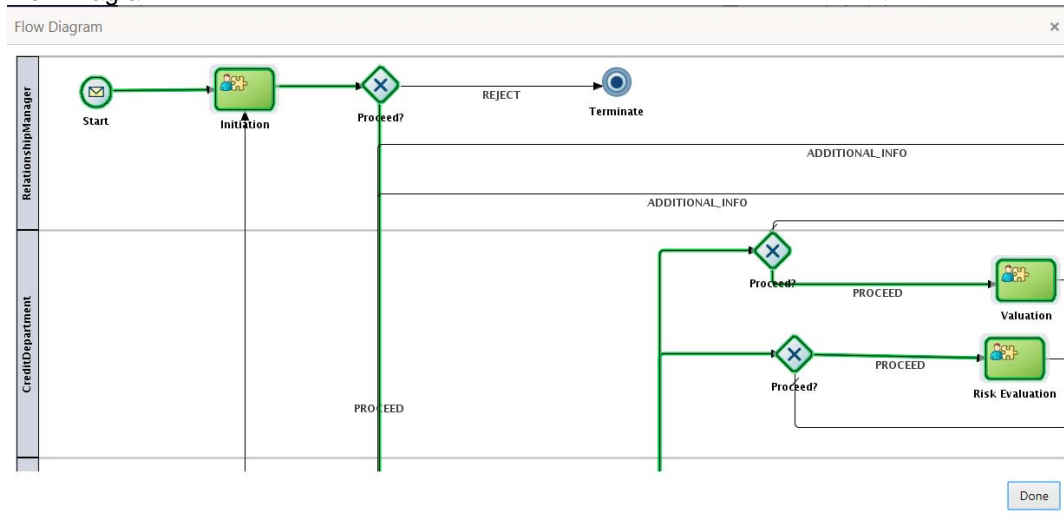 Flow Diagram
RelationshipManager
Start
Initiation
Proceed?
REJECT
Terminate
ADDITIONAL_INFO
ADDITIONAL_INFO
CreditDepartment
Proceed?
PROCEED
Valuation
Proceed?
PROCEED
Risk Evaluation
PROCEED
Done